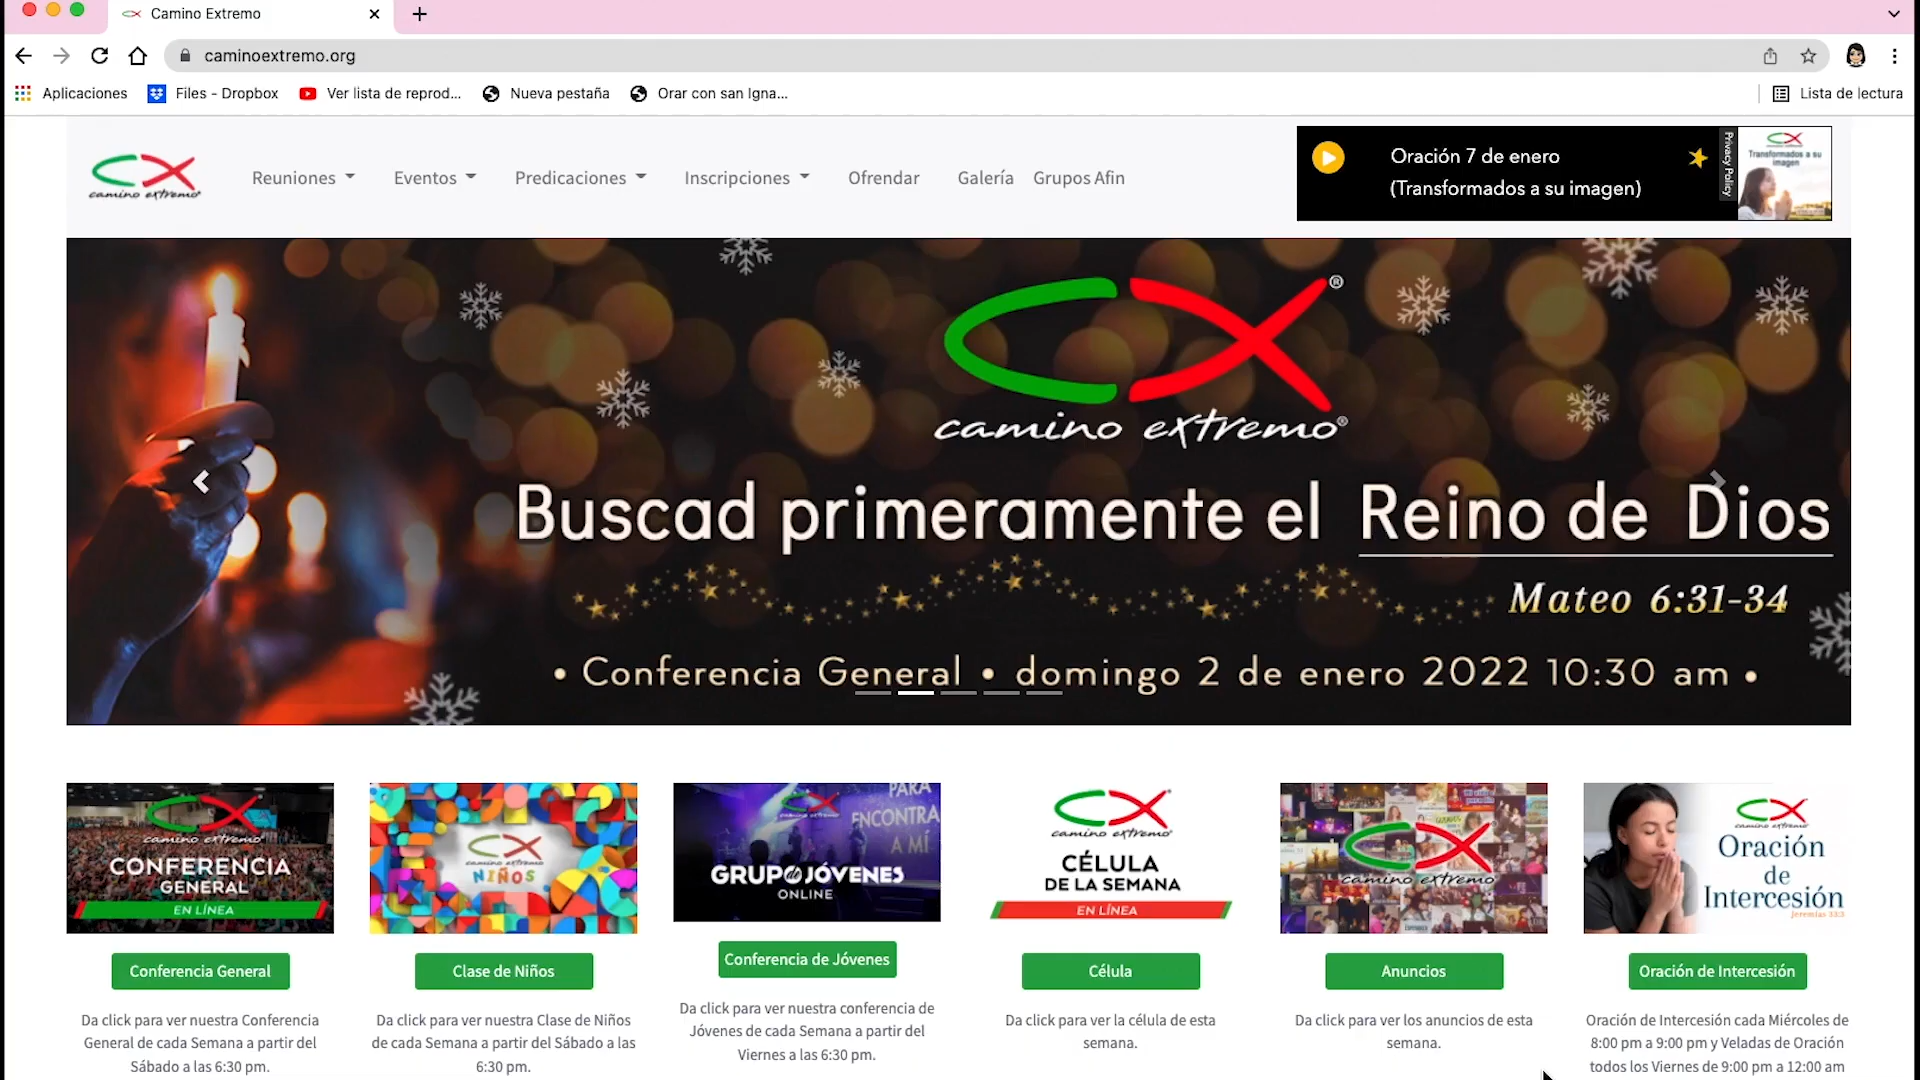 Camino Extremo
caminoextremo.org
Aplicaciones
Files - Dropbox
Ver lista de reprod...
Nueva pestaña
Orar con san Igna...
Lista de lectura
camino extremo
Reuniones
Eventos
Predicaciones
Inscripciones
Ofrendar
Galería
Grupos Afin
Oración 7 de enero
(Transformados a su imagen)
Privacy Policy
Transformados a su
imagen
®
camino extremo®
Buscad primeramente el Reino de Dios
Mateo 6:31-34
• Conferencia General • domingo 2 de enero 2022 10:30 am •
camino extremo
CONFERENCIA
GENERAL
EN LÍNEA
camino extremo
NIÑOS
PARA
ENCONTRA
A MÍ
GRUPO de JÓVENES
ONLINE
camino extremo
CÉLULA
DE LA SEMANA
EN LÍNEA
camino extremo
camino extremo
Oración
de
Intercesión
Jeremías 33:3
Conferencia General
Clase de Niños
Conferencia de Jóvenes
Célula
Anuncios
Oración de Intercesión
Da click para ver nuestra Conferencia
General de cada Semana a partir del
Sábado a las 6:30 pm.
Da click para ver nuestra Clase de Niños
de cada Semana a partir del Sábado a las
6:30 pm.
Da click para ver nuestra conferencia de
Jóvenes de cada Semana a partir del
Viernes a las 6:30 pm.
Da click para ver la célula de esta
semana.
Da click para ver los anuncios de esta
semana.
Oración de Intercesión cada Miércoles de
8:00 pm a 9:00 pm y Veladas de Oración
todos los Viernes de 9:00 pm a 12:00 am